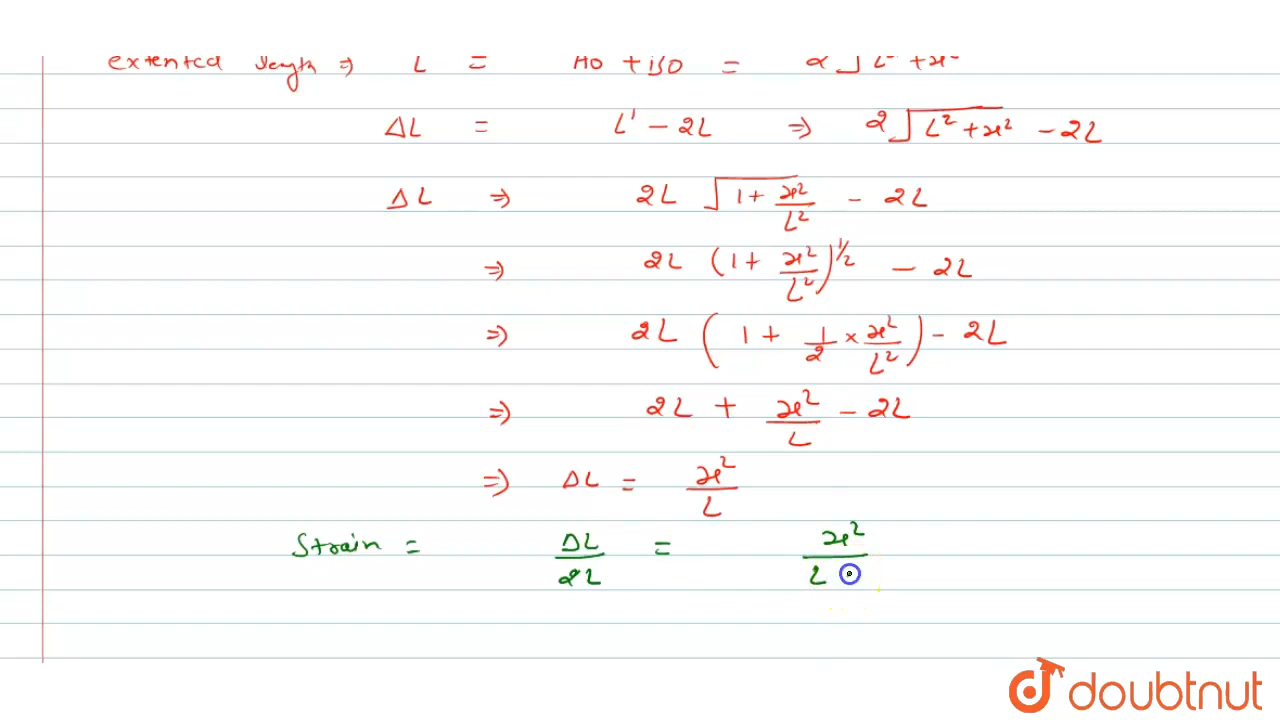 extented length ⇒ L = AO + BO = 2√L² + x²
ΔL = L' - 2L ⇒ 2√L² + x² - 2L
ΔL ⇒ 2L √1 + x²/L² - 2L
⇒ 2L (1 + x²/L²)^1/2 - 2L
⇒ 2L (1 + 1/2 × x²/L²) - 2L
⇒ 2L + x²/L - 2L
⇒ ΔL = x²/L
Strain = ΔL/2L = x²/L
doubtnut